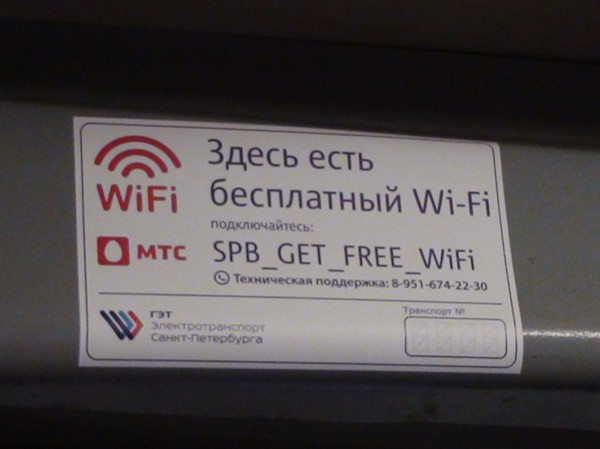 WiFi
Здесь есть
бесплатный Wi-Fi
подключайтесь:
МТС
SPB_GET_FREE_WiFi
Техническая поддержка: 8-951-674-22-30
ГЭТ
Электротранспорт
Санкт-Петербурга
Транспорт №